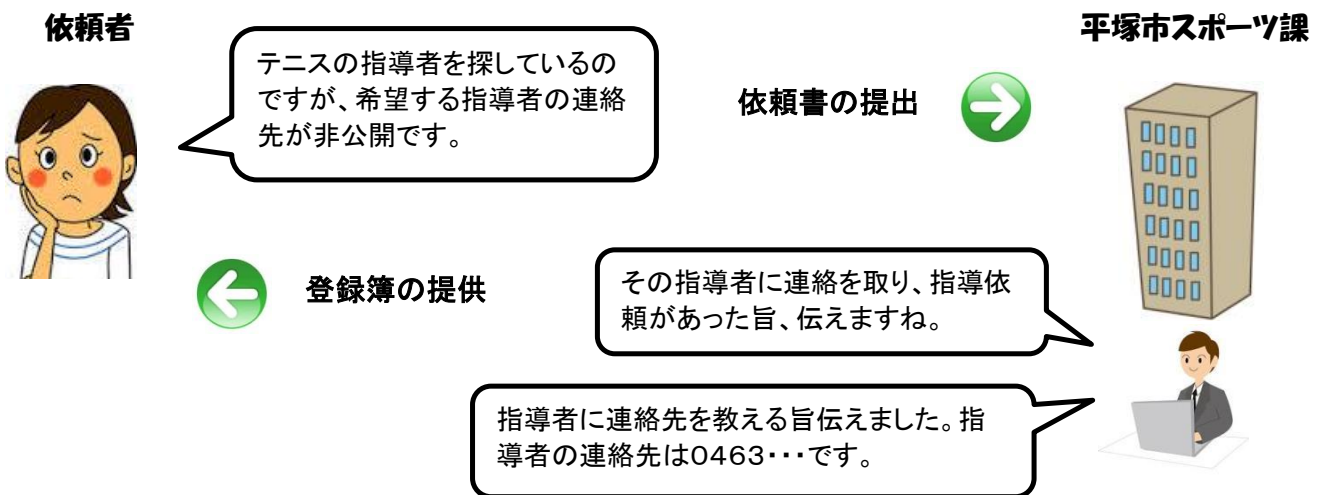 依頼者
平塚市スポーツ課
テニスの指導者を探しているの
ですが、希望する指導者の連絡
先が非公開です。
依頼書の提出
登録簿の提供
その指導者に連絡を取り、指導依
頼があった旨、伝えますね。
指導者に連絡先を教える旨伝えました。指
導者の連絡先は0463・・・です。